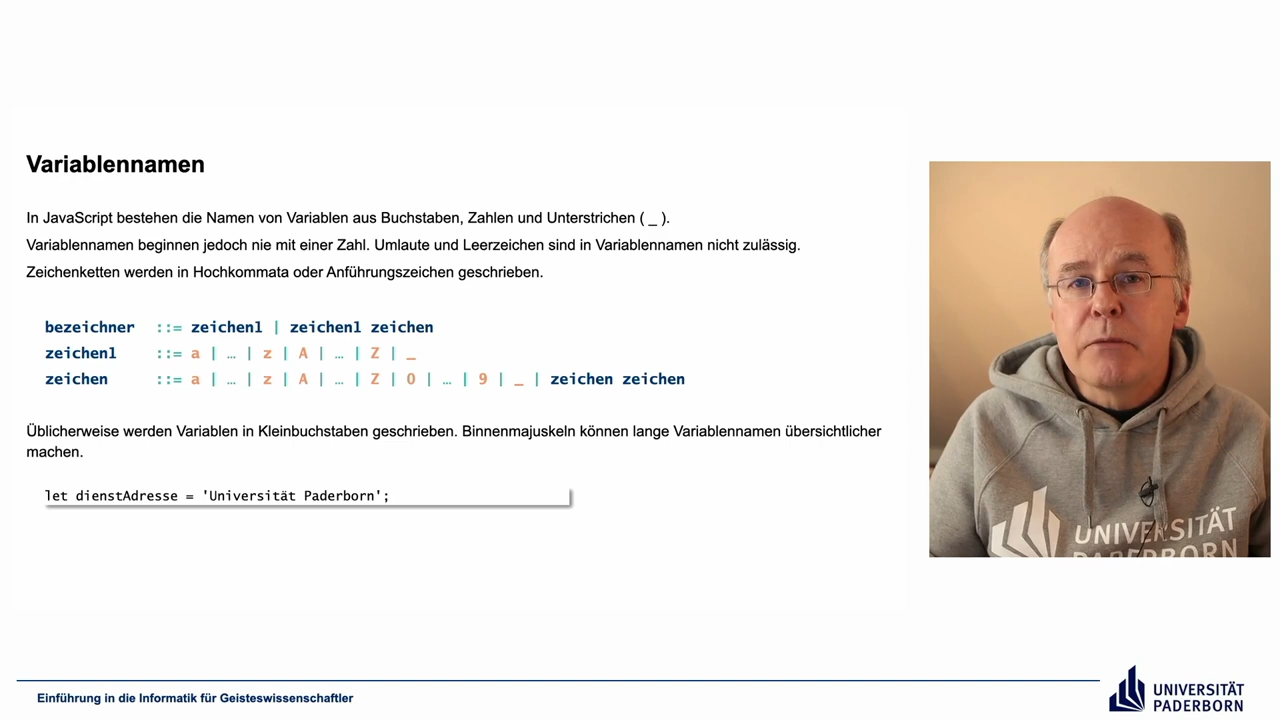 Variablennamen
In JavaScript bestehen die Namen von Variablen aus Buchstaben, Zahlen und Unterstrichen ( _ ).
Variablennamen beginnen jedoch nie mit einer Zahl. Umlaute und Leerzeichen sind in Variablennamen nicht zulässig.
Zeichenketten werden in Hochkommata oder Anführungszeichen geschrieben.
bezeichner ::= zeichen1 | zeichen1 zeichen
zeichen1 ::= a | … | z | A | … | Z | _
zeichen ::= a | … | z | A | … | Z | 0 | … | 9 | _ | zeichen zeichen
Üblicherweise werden Variablen in Kleinbuchstaben geschrieben. Binnenmajuskeln können lange Variablennamen übersichtlicher
machen.
let dienstAdresse = 'Universität Paderborn';
UNIVERSITÄT
PADERBORN
Einführung in die Informatik für Geisteswissenschaftler
UNIVERSITÄT
PADERBORN